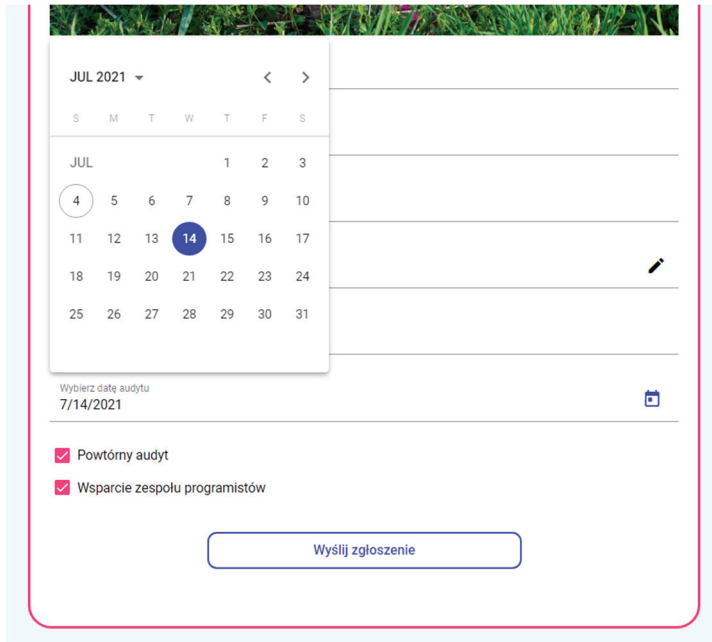 JUL 2021
S M T W T F S
JUL 1 2 3
4 5 6 7 8 9 10
11 12 13 14 15 16 17
18 19 20 21 22 23 24
25 26 27 28 29 30 31
Wybierz datę audytu
7/14/2021
Powtórny audyt
Wsparcie zespołu programistów
Wyślij zgłoszenie